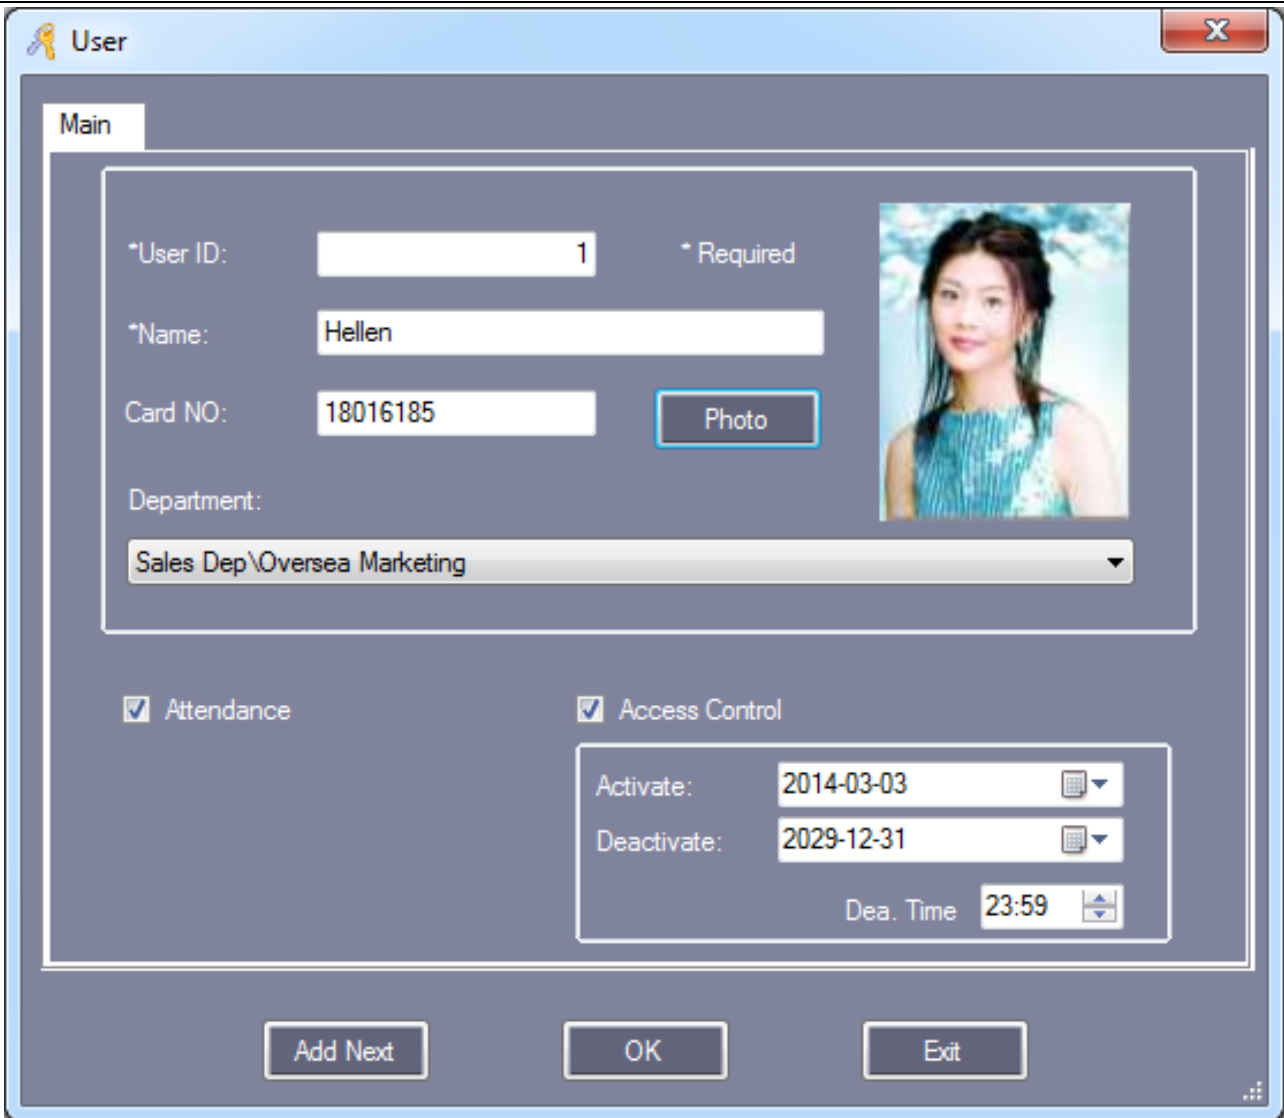 User
Main
*User ID: 1 * Required
*Name: Hellen
Card NO: 18016185 Photo
Department:
Sales Dep\Oversea Marketing
Attendance Access Control
Activate: 2014-03-03
Deactivate: 2029-12-31
Dea. Time 23:59
Add Next OK Exit